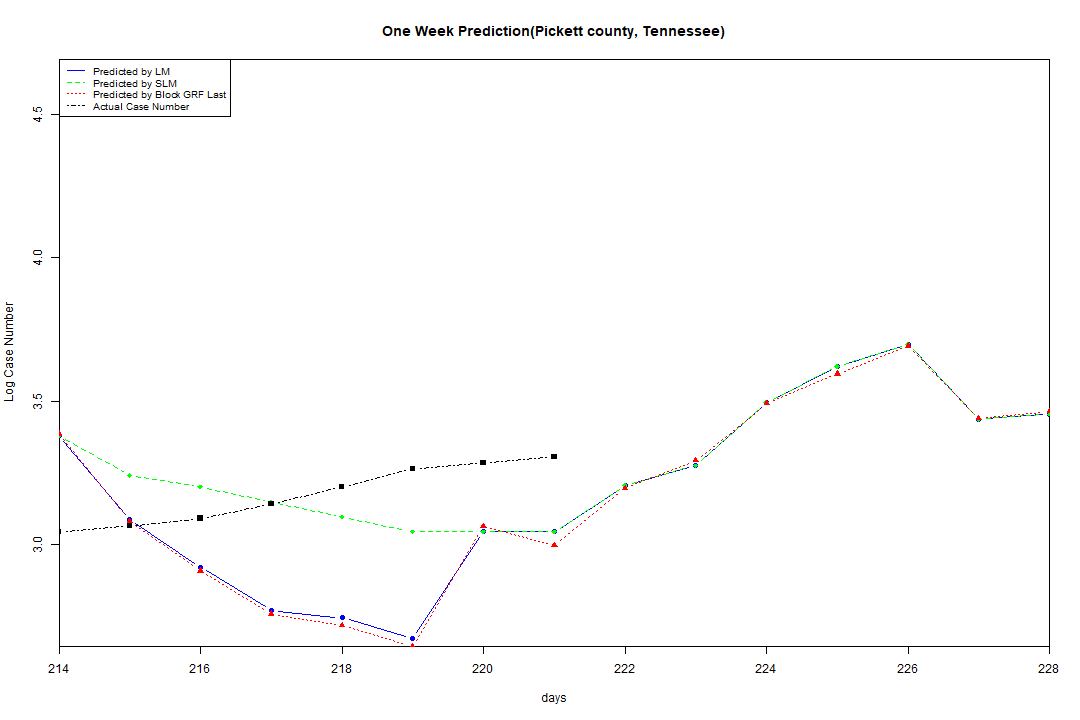 One Week Prediction(Pickett county, Tennessee)
Predicted by LM
Predicted by SLM
Predicted by Block GRF Last
Actual Case Number
4.5
4.0
3.5
3.0
Log Case Number
214 216 218 220 222 224 226 228
days